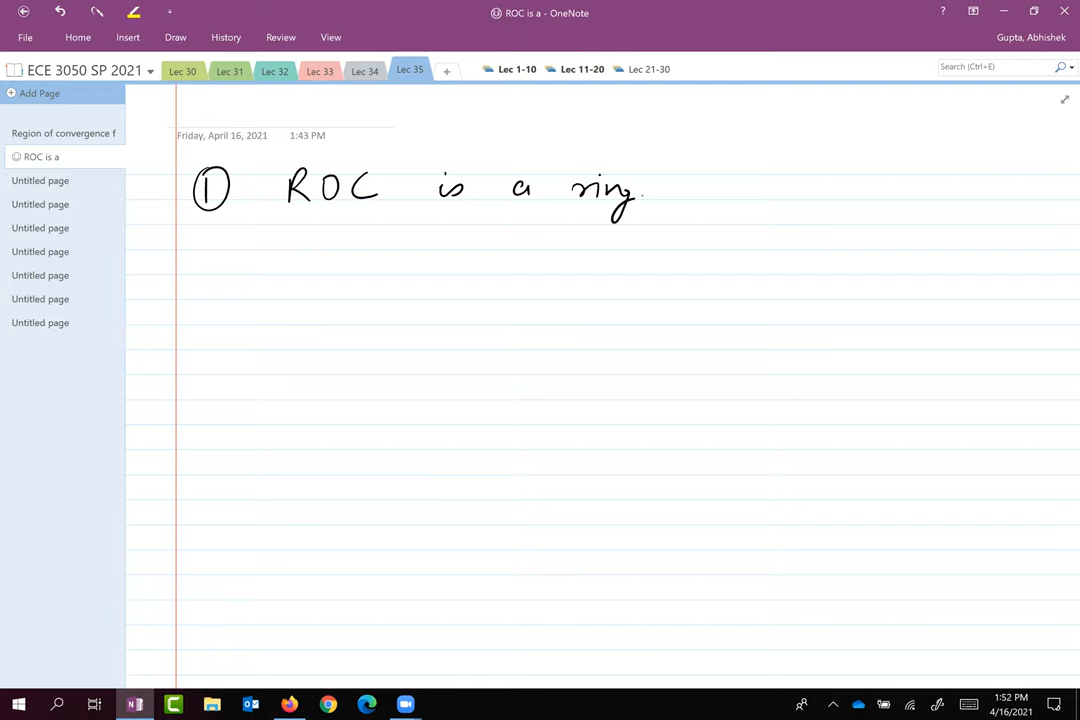 ROC is a - OneNote
File Home Insert Draw History Review View Gupta, Abhishek
ECE 3050 SP 2021 Lec 30 Lec 31 Lec 32 Lec 33 Lec 34 Lec 35 Lec 1-10 Lec 11-20 Lec 21-30 Search (Ctrl+E)
Add Page
Region of convergence f
ROC is a
Untitled page
Untitled page
Untitled page
Untitled page
Untitled page
Untitled page
Untitled page
Friday, April 16, 2021 1:43 PM
① ROC is a ring.
1:52 PM
4/16/2021